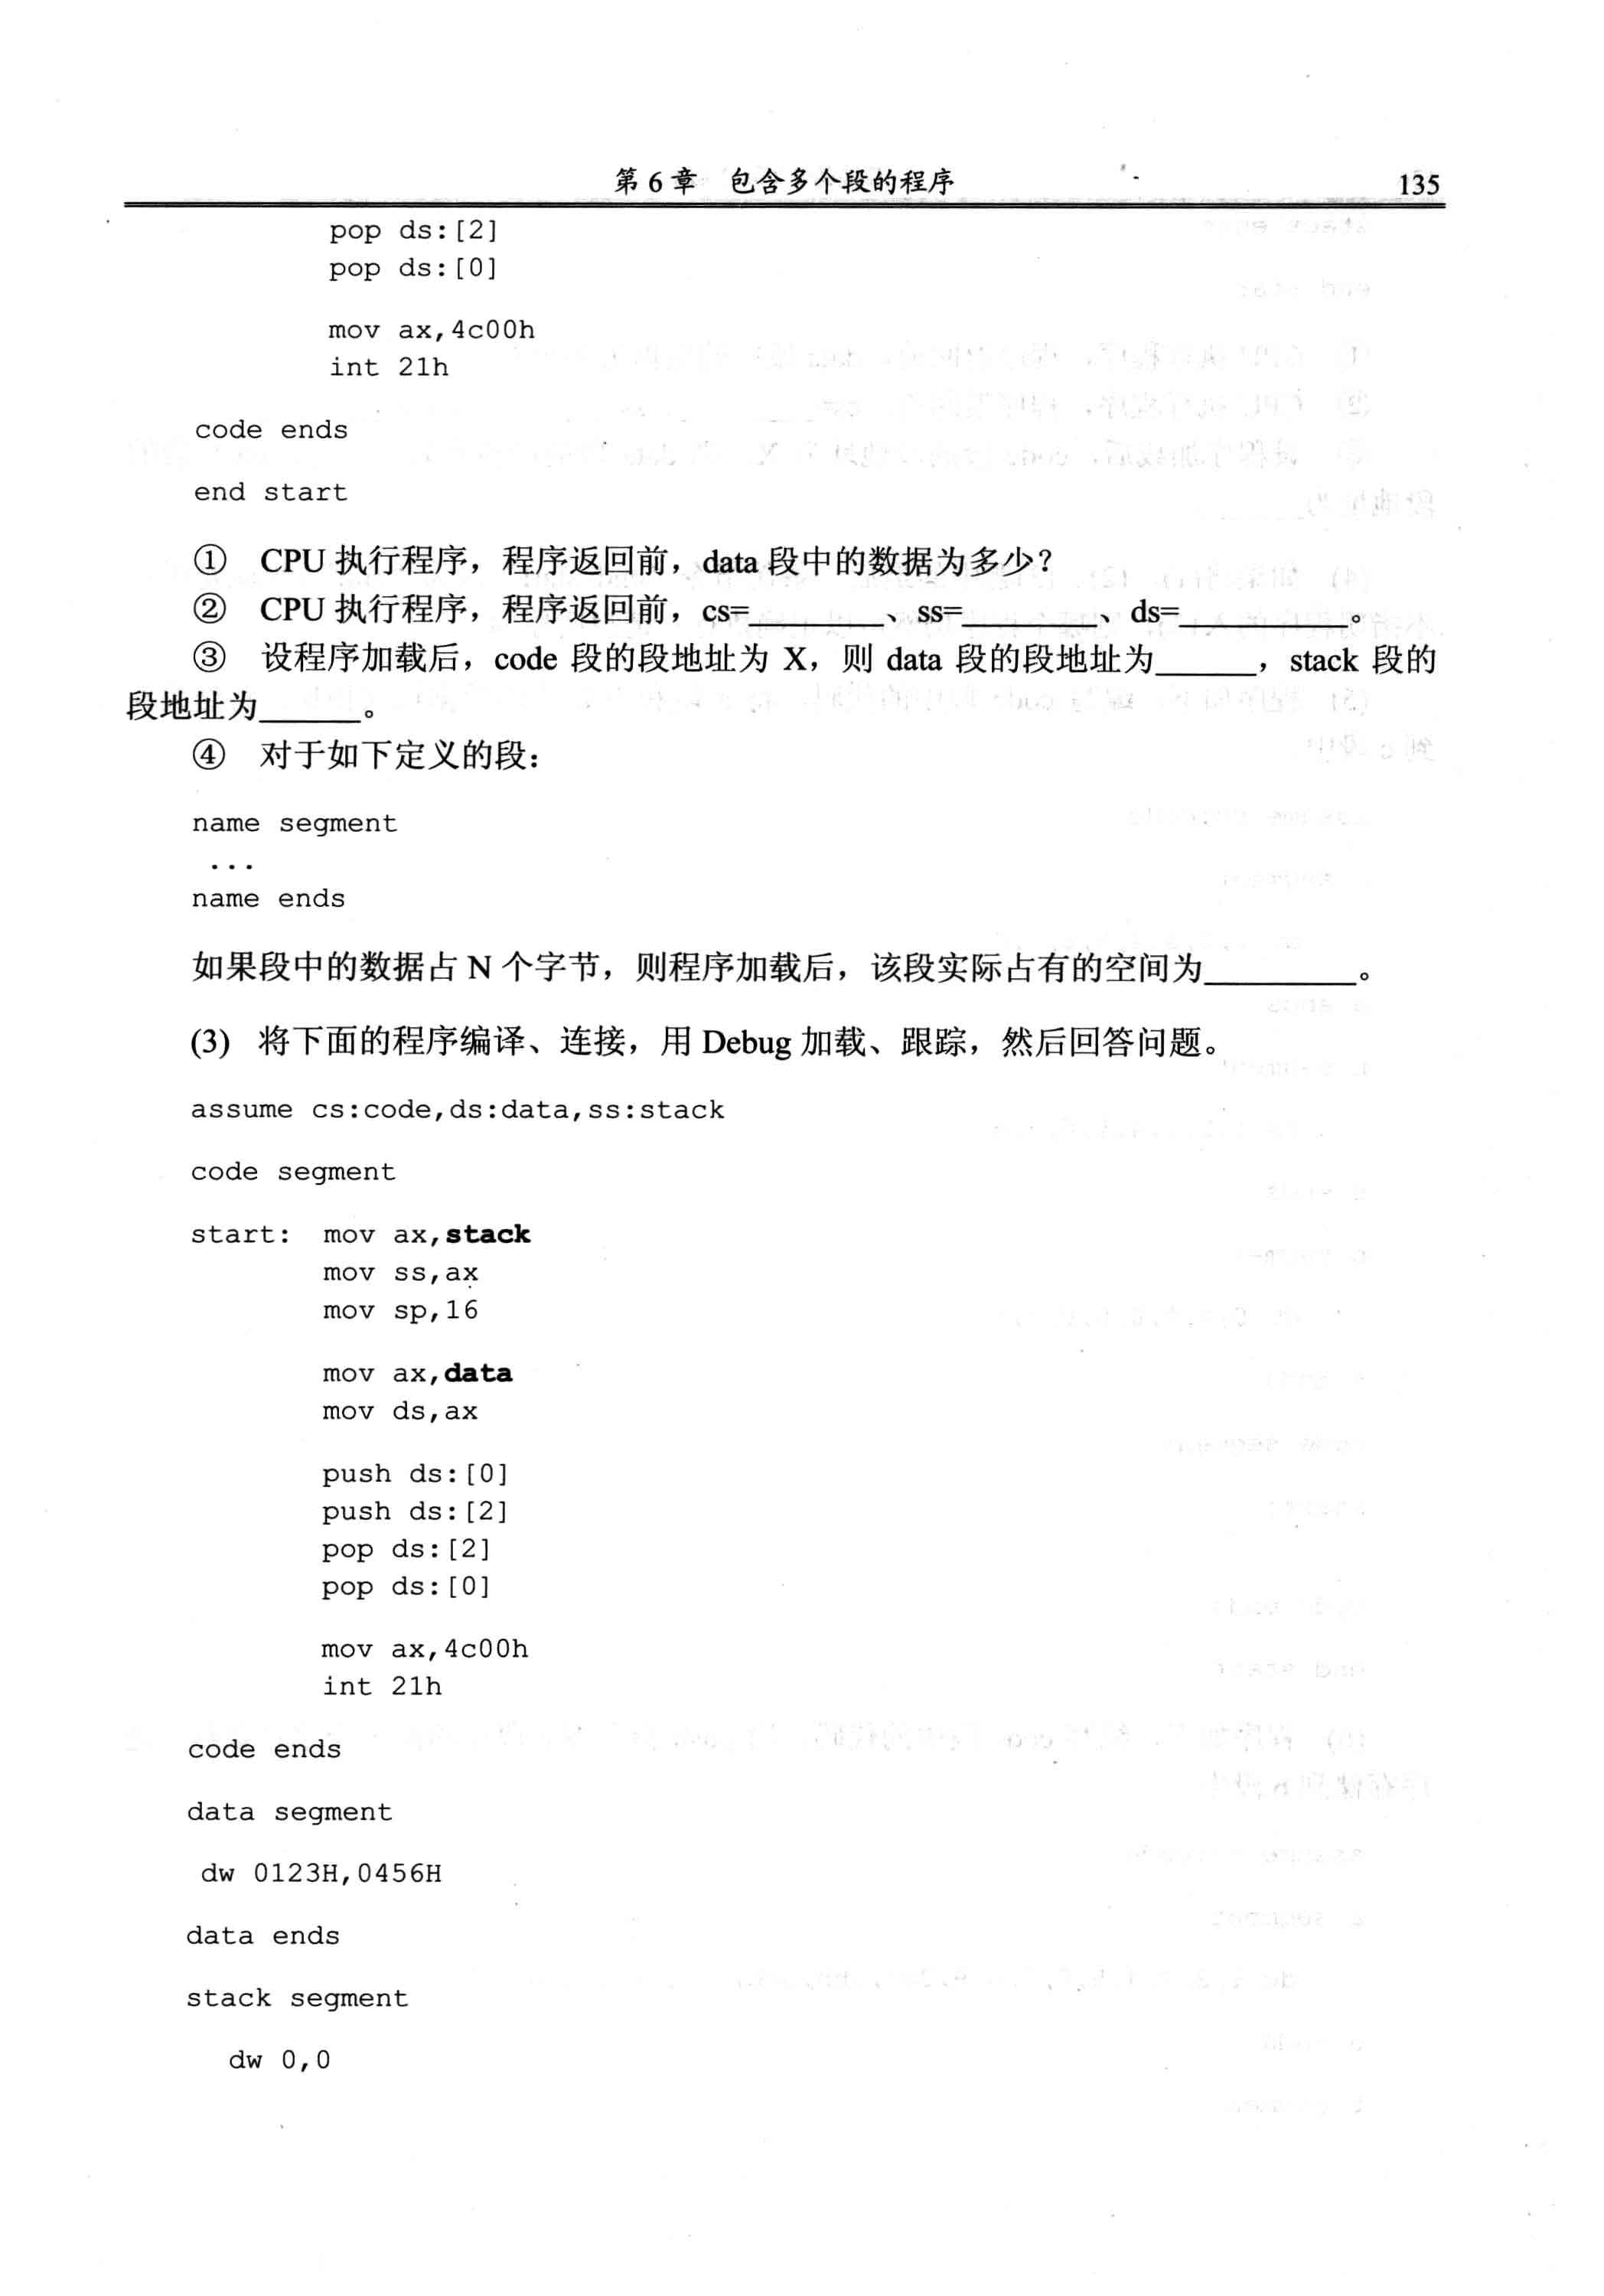 第 6 章 包含多个段的程序 135
pop ds:[2]
pop ds:[0]
mov ax,4c00h
int 21h
code ends
end start
① CPU 执行程序，程序返回前，data 段中的数据为多少？
② CPU 执行程序，程序返回前，cs=________、ss=________、ds=________。
③ 设程序加载后，code 段的段地址为 X，则 data 段的段地址为______，stack 段的
段地址为______。
④ 对于如下定义的段：
name segment
...
name ends
如果段中的数据占 N 个字节，则程序加载后，该段实际占有的空间为_________。
(3) 将下面的程序编译、连接，用 Debug 加载、跟踪，然后回答问题。
assume cs:code,ds:data,ss:stack
code segment
start: mov ax,stack
mov ss,ax
mov sp,16
mov ax,data
mov ds,ax
push ds:[0]
push ds:[2]
pop ds:[2]
pop ds:[0]
mov ax,4c00h
int 21h
code ends
data segment
dw 0123H,0456H
data ends
stack segment
dw 0,0